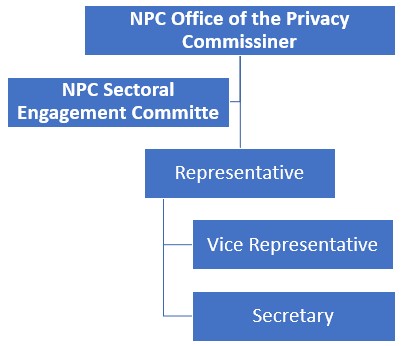 NPC Office of the Privacy
Commissiner
NPC Sectoral
Engagement Committe
Representative
Vice Representative
Secretary